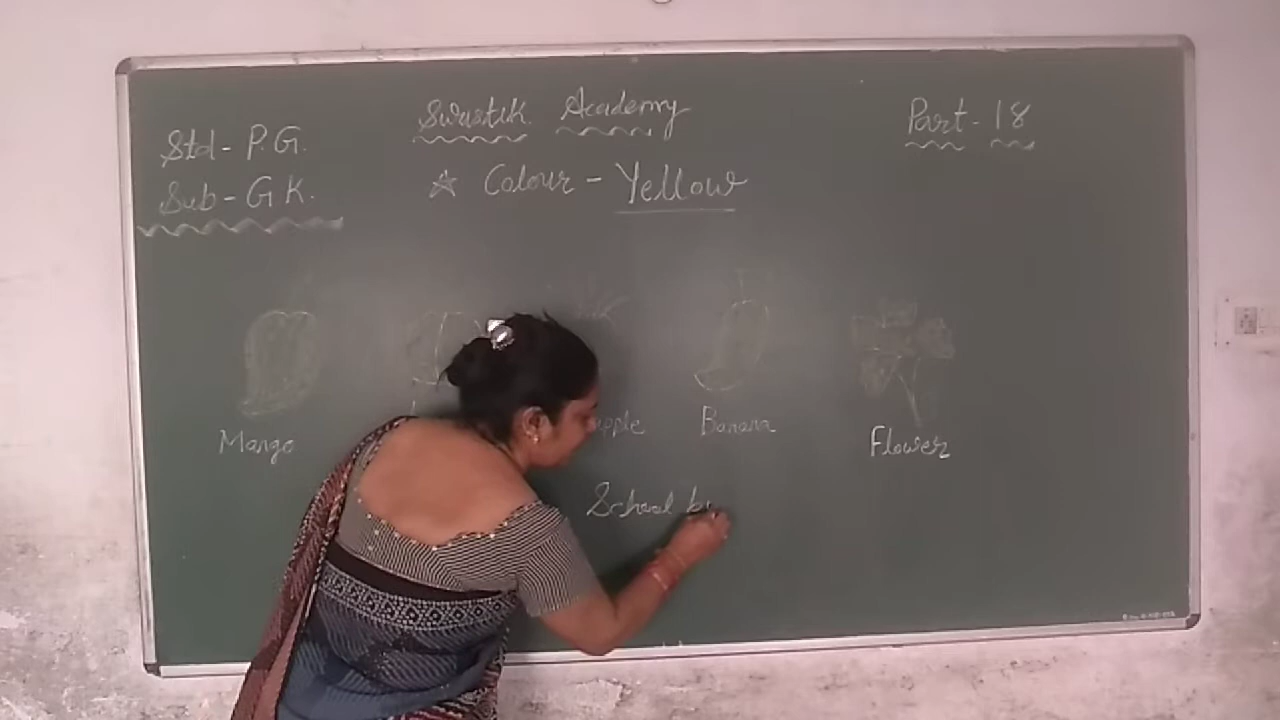 Swastik Academy
Part - 18
Std - P.G.
Sub - G.K.
☆ Colour - Yellow
Mango
Banana
Flower
School